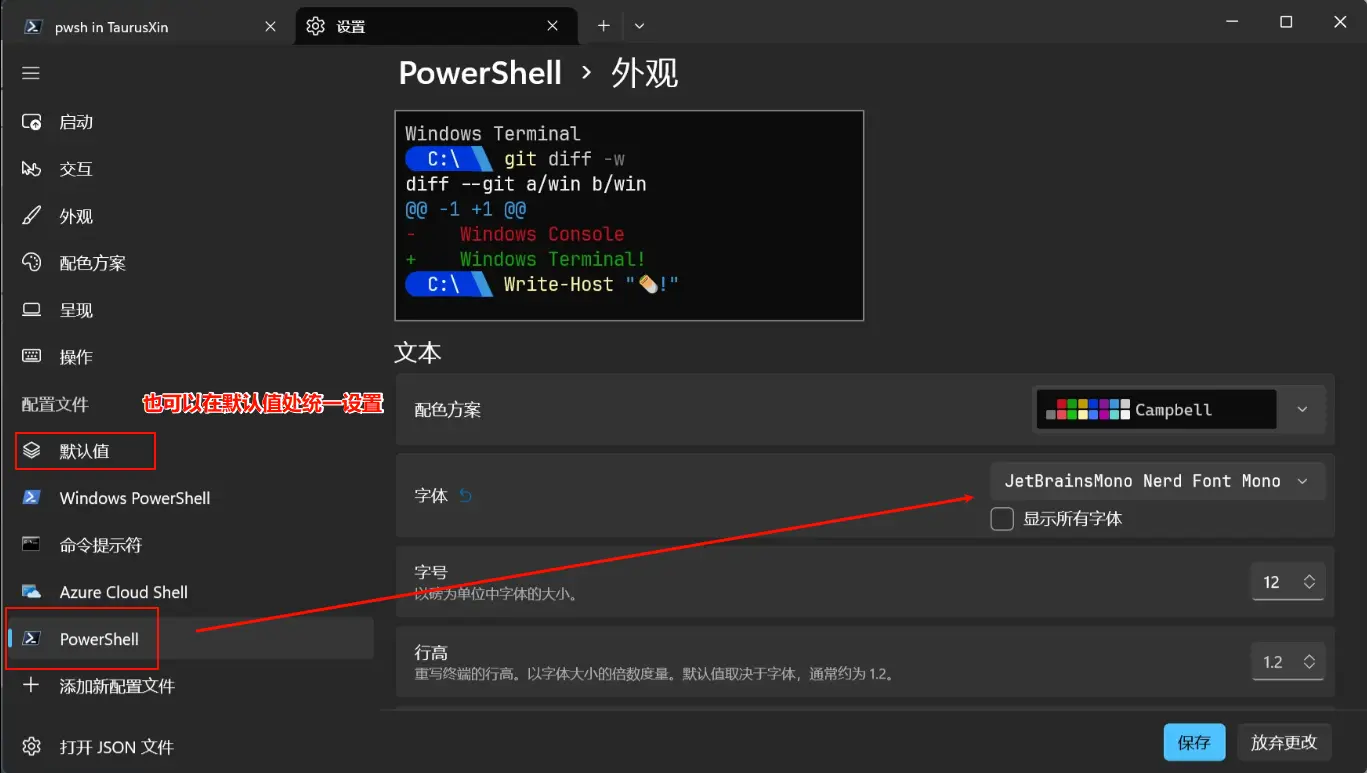 pwsh in TaurusXin
设置
PowerShell › 外观
启动
交互
外观
配色方案
呈现
操作
配置文件
也可以在默认值处统一设置
默认值
Windows PowerShell
命令提示符
Azure Cloud Shell
PowerShell
添加新配置文件
打开 JSON 文件
Windows Terminal
C:\ git diff -w
diff --git a/win b/win
@@ -1 +1 @@
-    Windows Console
+    Windows Terminal!
C:\ Write-Host "🪟!"
文本
配色方案
Campbell
字体
JetBrainsMono Nerd Font Mono
显示所有字体
字号
以磅为单位中字体的大小。
12
行高
重写终端的行高。以字体大小的倍数度量。默认值取决于字体，通常约为 1.2。
1.2
保存
放弃更改